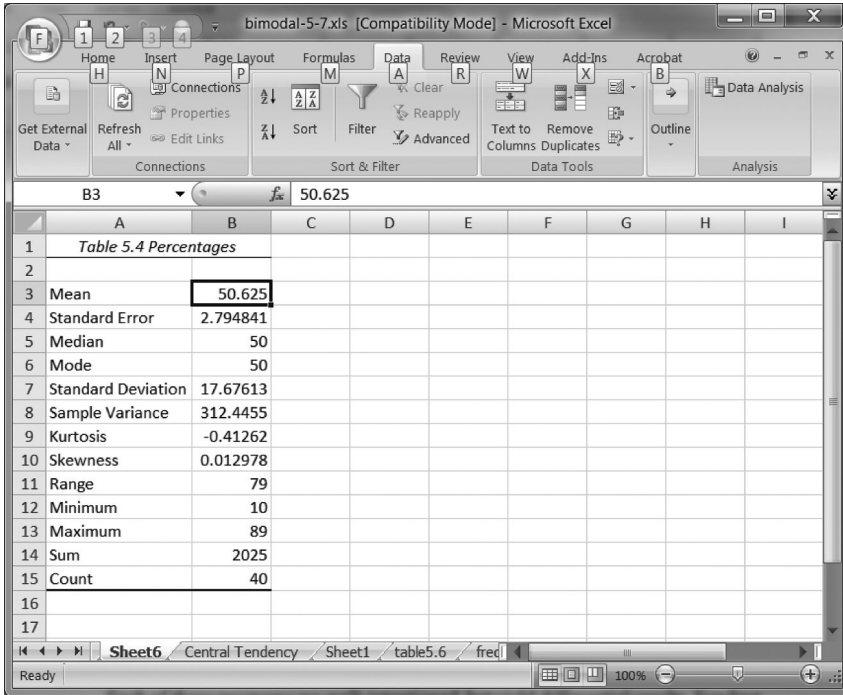 bimodal-5-7.xls [Compatibility Mode] - Microsoft Excel
F 1 2 3 4
Home Insert Page Layout Formulas Data Review View Add-Ins Acrobat
H N P M A R W X B
Get External Data
Refresh All
Connections
Properties
Edit Links
Connections
A Z
Z A
A Z Z A
Sort
Filter
Clear
Reapply
Advanced
Sort & Filter
Text to Columns
Remove Duplicates
Data Tools
Outline
Data Analysis
Analysis
B3 fx 50.625
A B C D E F G H I
1 Table 5.4 Percentages
2
3 Mean 50.625
4 Standard Error 2.794841
5 Median 50
6 Mode 50
7 Standard Deviation 17.67613
8 Sample Variance 312.4455
9 Kurtosis -0.41262
10 Skewness 0.012978
11 Range 79
12 Minimum 10
13 Maximum 89
14 Sum 2025
15 Count 40
16
17
Sheet6 Central Tendency Sheet1 table5.6
Ready 100%